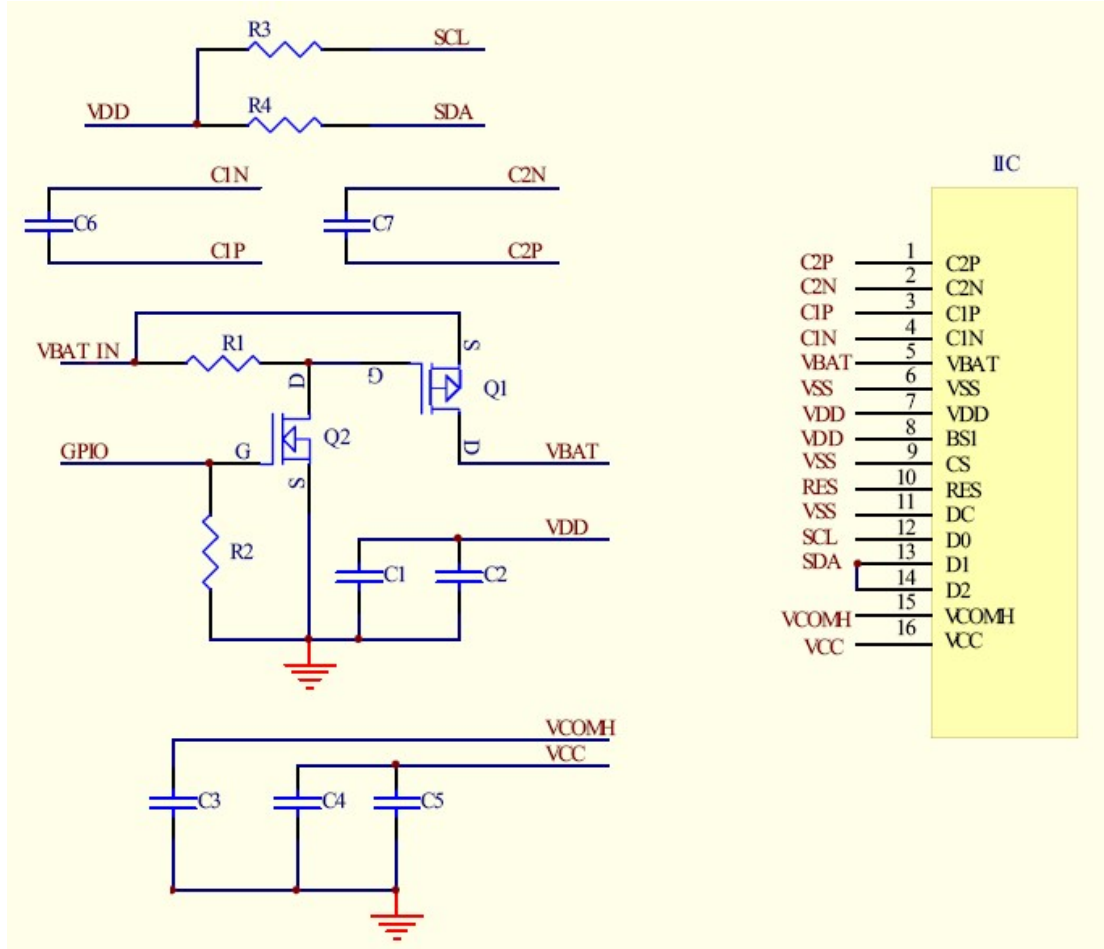 R3
SCL
VDD
R4
SDA
C1N
C6
C1P
C2N
C7
C2P
VBAT IN
R1
D
G
S
Q1
D
VBAT
GPIO
G
Q2
S
R2
VDD
C1
C2
VCOMH
VCC
C3
C4
C5
IIC
C2P 1 C2P
C2N 2 C2N
C1P 3 C1P
C1N 4 C1N
VBAT 5 VBAT
VSS 6 VSS
VDD 7 VDD
VDD 8 BS1
VSS 9 CS
RES 10 RES
VSS 11 DC
SCL 12 D0
SDA 13 D1
14 D2
VCOMH 15 VCOMH
VCC 16 VCC